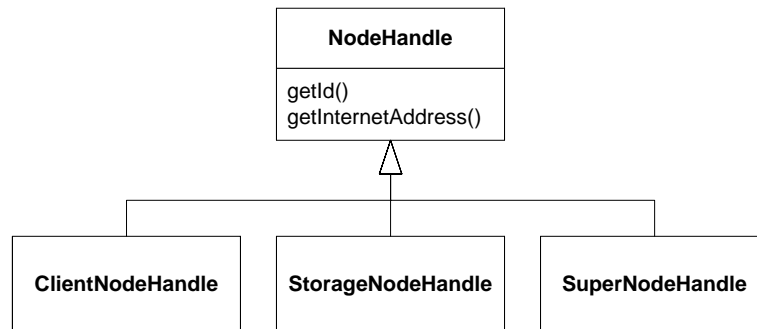 NodeHandle
getId()
getInternetAddress()
ClientNodeHandle
StorageNodeHandle
SuperNodeHandle